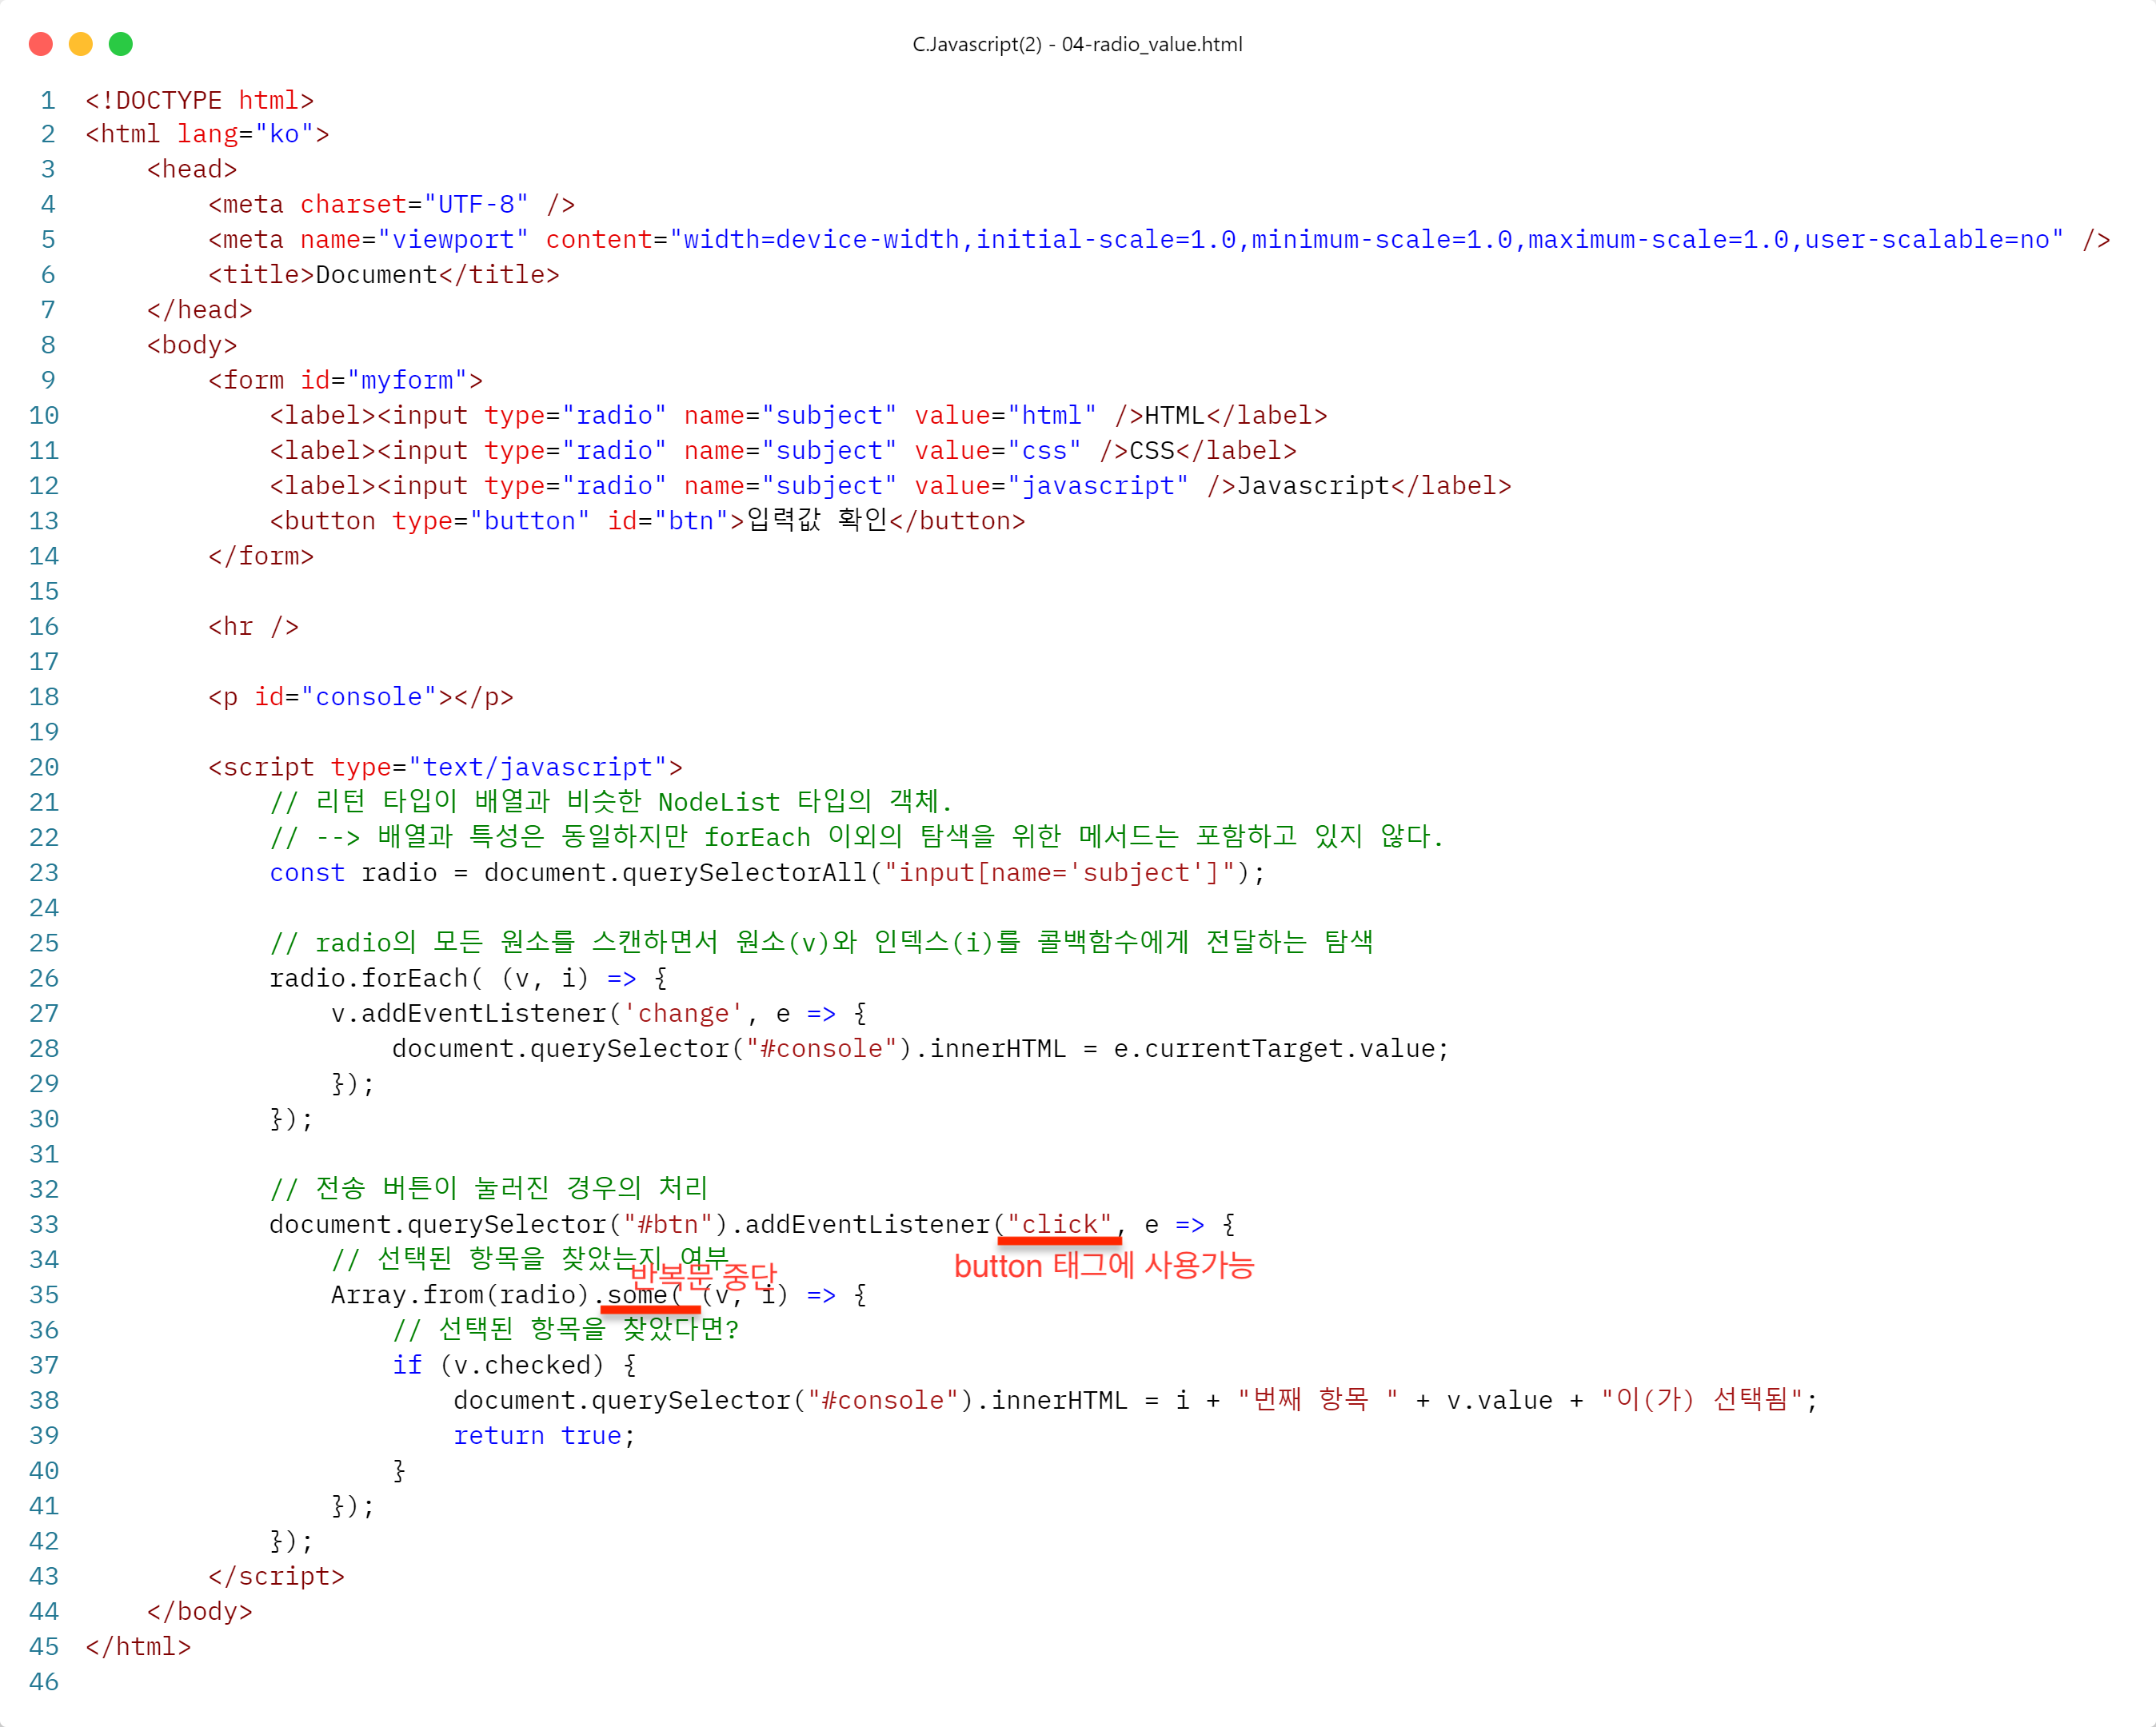 C.Javascript(2) - 04-radio_value.html
1 <!DOCTYPE html>
2 <html lang="ko">
3     <head>
4         <meta charset="UTF-8" />
5         <meta name="viewport" content="width=device-width,initial-scale=1.0,minimum-scale=1.0,maximum-scale=1.0,user-scalable=no" />
6         <title>Document</title>
7     </head>
8     <body>
9         <form id="myform">
10             <label><input type="radio" name="subject" value="html" />HTML</label>
11             <label><input type="radio" name="subject" value="css" />CSS</label>
12             <label><input type="radio" name="subject" value="javascript" />Javascript</label>
13             <button type="button" id="btn">입력값 확인</button>
14         </form>
15
16         <hr />
17
18         <p id="console"></p>
19
20         <script type="text/javascript">
21             // 리턴 타입이 배열과 비슷한 NodeList 타입의 객체.
22             // --> 배열과 특성은 동일하지만 forEach 이외의 탐색을 위한 메서드는 포함하고 있지 않다.
23             const radio = document.querySelectorAll("input[name='subject']");
24
25             // radio의 모든 원소를 스캔하면서 원소(v)와 인덱스(i)를 콜백함수에게 전달하는 탐색
26             radio.forEach( (v, i) => {
27                 v.addEventListener('change', e => {
28                     document.querySelector("#console").innerHTML = e.currentTarget.value;
29                 });
30             });
31
32             // 전송 버튼이 눌러진 경우의 처리
33             document.querySelector("#btn").addEventListener("click", e => {
34                 // 선택된 항목을 찾았는지 여부
button 태그에 사용가능
반복문 중단
35                 Array.from(radio).some( (v, i) => {
36                     // 선택된 항목을 찾았다면?
37                     if (v.checked) {
38                         document.querySelector("#console").innerHTML = i + "번째 항목 " + v.value + "이(가) 선택됨";
39                         return true;
40                     }
41                 });
42             });
43         </script>
44     </body>
45 </html>
46